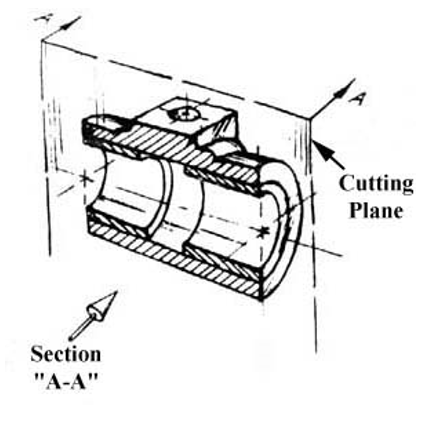 A
A
Cutting
Plane
Section
"A-A"